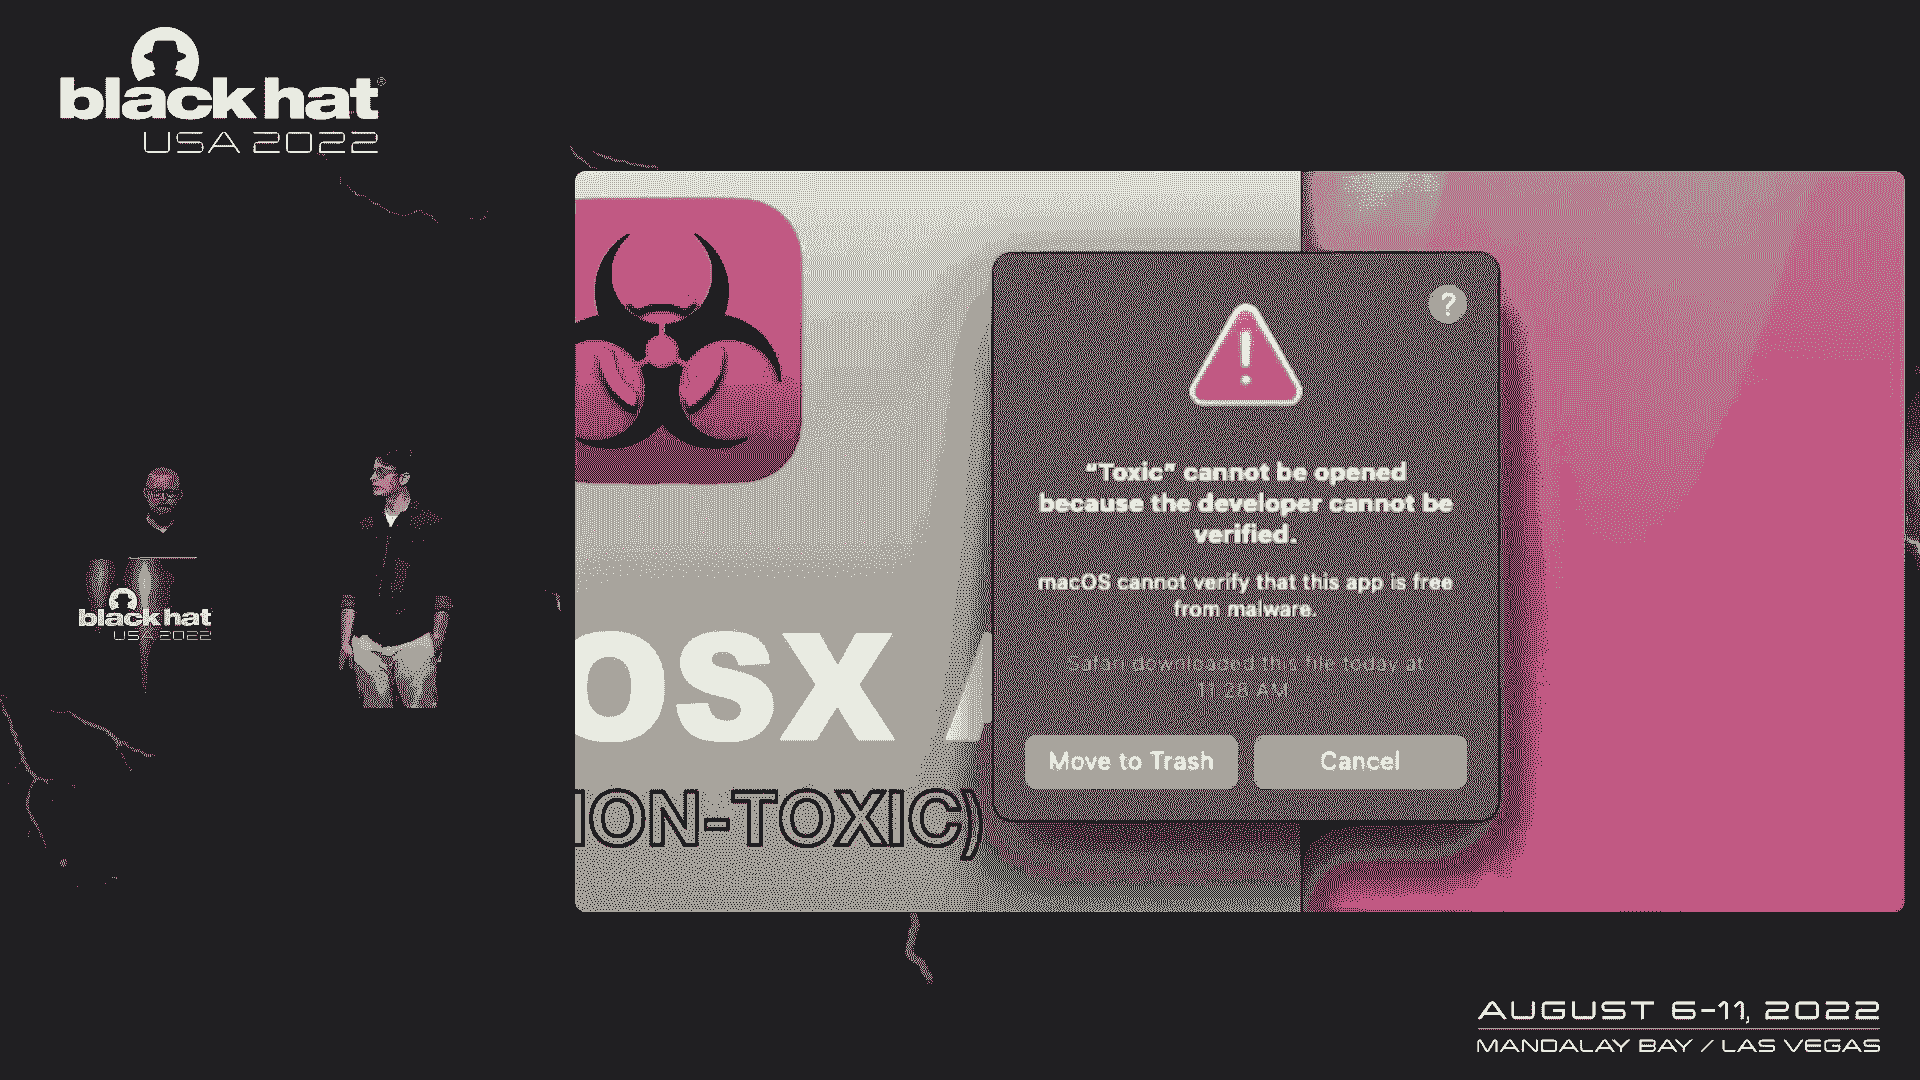 black hat®
USA 2022
?
!
"Toxic" cannot be opened
because the developer cannot be
verified.
macOS cannot verify that this app is free
from malware.
Safari downloaded this file today at
11:28 AM
Move to Trash
Cancel
OSX
ION-TOXIC)
black hat
USA 2022
AUGUST 6-11, 2022
MANDALAY BAY / LAS VEGAS